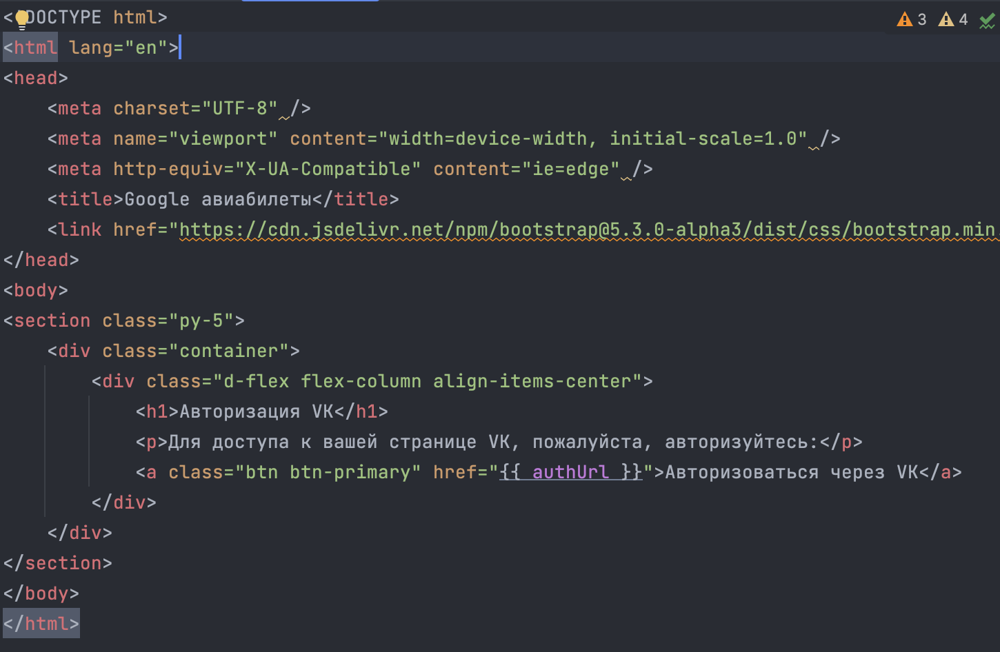 <!DOCTYPE html>
3 4
<html lang="en">
<head>
<meta charset="UTF-8" />
<meta name="viewport" content="width=device-width, initial-scale=1.0" />
<meta http-equiv="X-UA-Compatible" content="ie=edge" />
<title>Google авиабилеты</title>
<link href="https://cdn.jsdelivr.net/npm/bootstrap@5.3.0-alpha3/dist/css/bootstrap.min.
</head>
<body>
<section class="py-5">
<div class="container">
<div class="d-flex flex-column align-items-center">
<h1>Авторизация VK</h1>
<p>Для доступа к вашей странице VK, пожалуйста, авторизуйтесь:</p>
<a class="btn btn-primary" href="{{ authUrl }}">Авторизоваться через VK</a>
</div>
</div>
</section>
</body>
</html>